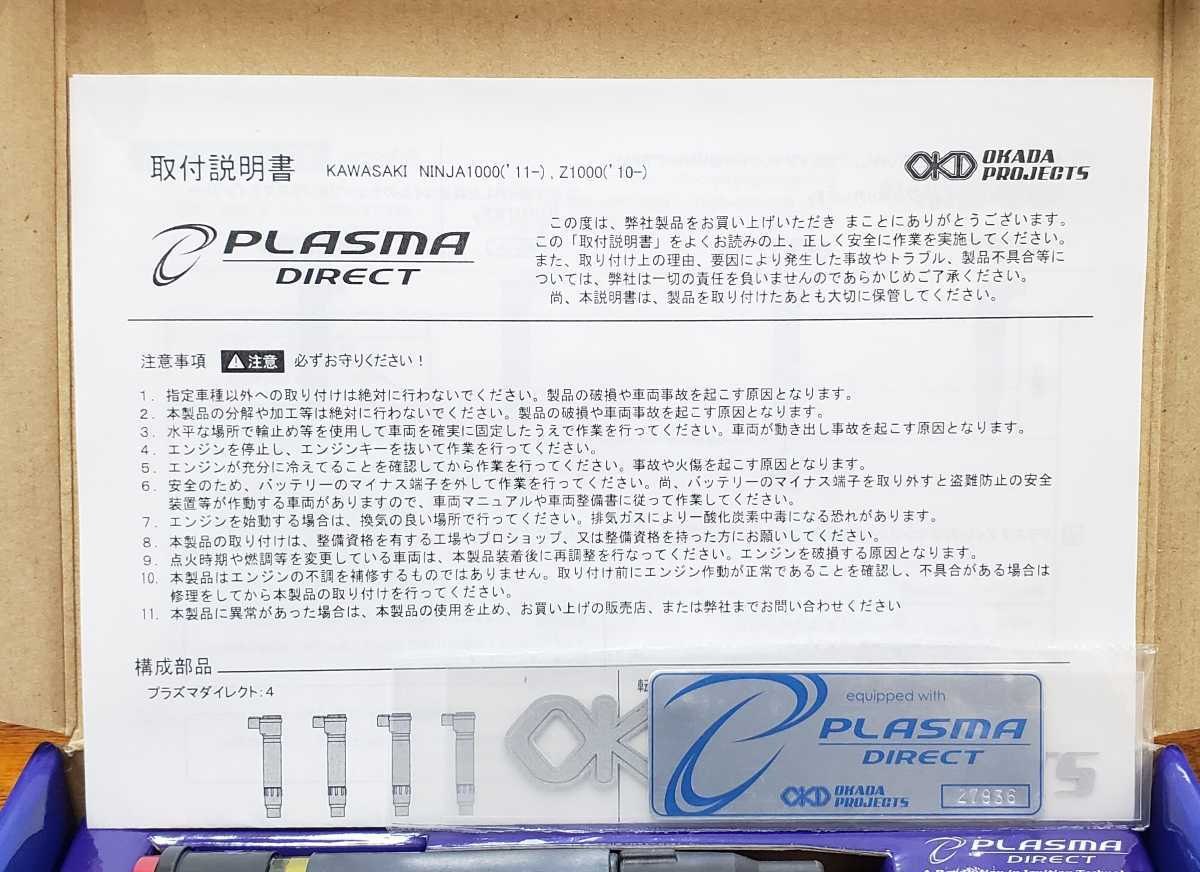 取付説明書 KAWASAKI NINJA1000('11-), Z1000('10-)
OKD OKADA PROJECTS
PLASMA
DIRECT
この度は、弊社製品をお買い上げいただき まことにありがとうございます。
この「取付説明書」をよくお読みの上、正しく安全に作業を実施してください。
また、取り付け上の理由、要因により発生した事故やトラブル、製品不具合等に
ついては、弊社は一切の責任を負いませんのであらかじめご了承ください。
尚、本説明書は、製品を取り付けたあとも大切に保管してください。
注意事項 注意 必ずお守りください！
1. 指定車種以外への取り付けは絶対に行わないでください。製品の破損や車両事故を起こす原因となります。
2. 本製品の分解や加工等は絶対に行わないでください。製品の破損や車両事故を起こす原因となります。
3. 水平な場所で輪止め等を使用して車両を確実に固定したうえで作業を行ってください。車両が動き出し事故を起こす原因となります。
4. エンジンを停止し、エンジンキーを抜いて作業を行ってください。
5. エンジンが充分に冷えてることを確認してから作業を行ってください。事故や火傷を起こす原因となります。
6. 安全のため、バッテリーのマイナス端子を外して作業を行ってください。尚、バッテリーのマイナス端子を取り外すと盗難防止の安全
装置等が作動する車両がありますので、車両マニュアルや車両整備書に従って作業してください。
7. エンジンを始動する場合は、換気の良い場所で行ってください。排気ガスにより一酸化炭素中毒になる恐れがあります。
8. 本製品の取り付けは、整備資格を有する工場やプロショップ、又は整備資格を持った方にお願いしてください。
9. 点火時期や燃調等を変更している車両は、本製品装着後に再調整を行なってください。エンジンを破損する原因となります。
10. 本製品はエンジンの不調を補修するものではありません。取り付け前にエンジン作動が正常であることを確認し、不具合がある場合は
修理をしてから本製品の取り付けを行ってください。
11. 本製品に異常があった場合は、本製品の使用を止め、お買い上げの販売店、または弊社までお問い合わせください
構成部品
プラズマダイレクト:4
転
equipped with
PLASMA
DIRECT
OKD OKADA PROJECTS
27936
PLASMA
DIRECT